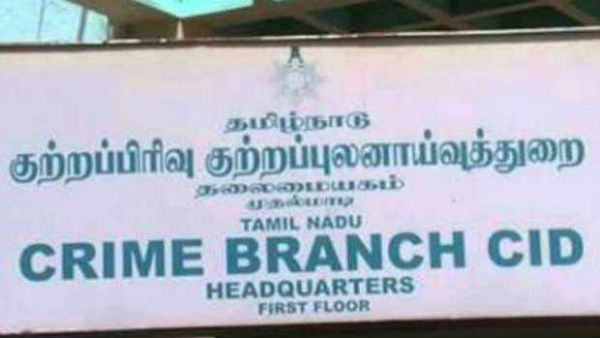 தமிழ்நாடு
குற்றப்பிரிவு குற்றப்புலனாய்வுத்துறை
தலைமையகம்
முதல்மாடி
TAMIL NADU
CRIME BRANCH CID
HEADQUARTERS
FIRST FLOOR